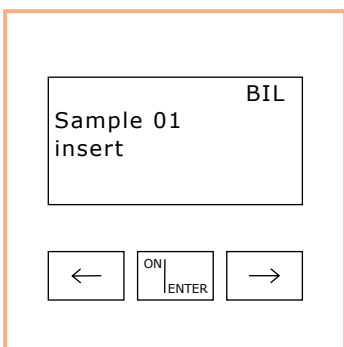 BIL
Sample 01
insert
← ON ENTER →